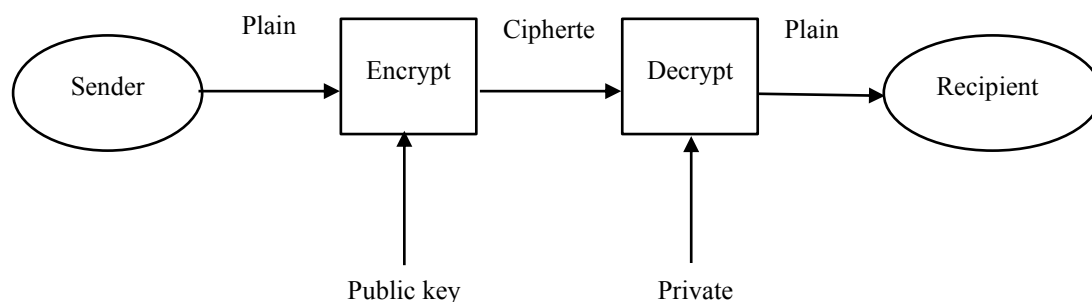 Plain
Cipherte
Plain
Sender
Encrypt
Decrypt
Recipient
Public key
Private